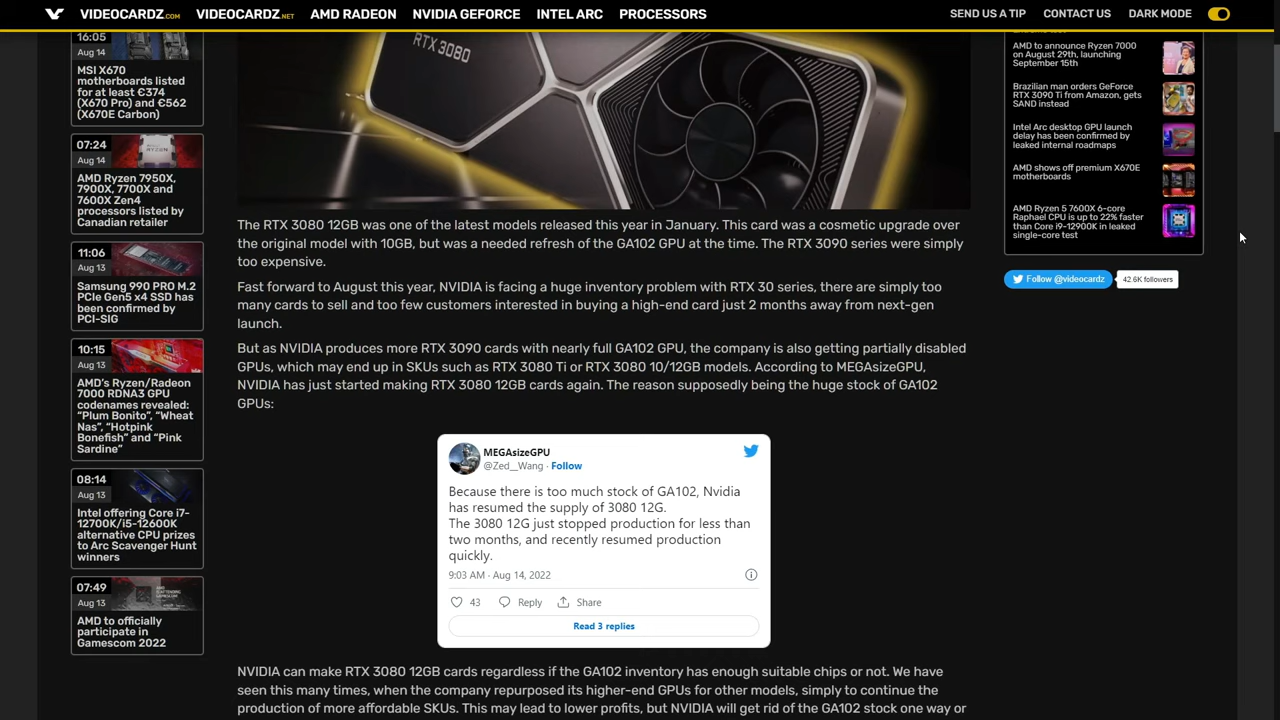 VIDEOCARDZ.COM
VIDEOCARDZ.NET
AMD RADEON
NVIDIA GEFORCE
INTEL ARC
PROCESSORS
SEND US A TIP
CONTACT US
DARK MODE
16:05
Aug 14
MSI X670
motherboards listed
for at least €374
(X670 Pro) and €562
(X670E Carbon)
07:24
Aug 14
RYZEN
AMD Ryzen 7950X,
7900X, 7700X and
7600X Zen4
processors listed by
Canadian retailer
11:06
Aug 13
Samsung 990 PRO M.2
PCIe Gen5 x4 SSD has
been confirmed by
PCI-SIG
10:15
Aug 13
AMD's Ryzen/Radeon
7000 RDNA3 GPU
codenames revealed:
“Plum Bonito”, “Wheat
Nas”, “Hotpink
Bonefish” and “Pink
Sardine”
08:14
Aug 13
Intel offering Core i7-
12700K/i5-12600K
alternative CPU prizes
to Arc Scavenger Hunt
winners
07:49
Aug 13
AMD to officially
participate in
Gamescom 2022
RTX 3080
The RTX 3080 12GB was one of the latest models released this year in January. This card was a cosmetic upgrade over
the original model with 10GB, but was a needed refresh of the GA102 GPU at the time. The RTX 3090 series were simply
too expensive.
Fast forward to August this year, NVIDIA is facing a huge inventory problem with RTX 30 series, there are simply too
many cards to sell and too few customers interested in buying a high-end card just 2 months away from next-gen
launch.
But as NVIDIA produces more RTX 3090 cards with nearly full GA102 GPU, the company is also getting partially disabled
GPUs, which may end up in SKUs such as RTX 3080 Ti or RTX 3080 10/12GB models. According to MEGAsizeGPU,
NVIDIA has just started making RTX 3080 12GB cards again. The reason supposedly being the huge stock of GA102
GPUs:
MEGAsizeGPU
@Zed__Wang · Follow
Because there is too much stock of GA102, Nvidia
has resumed the supply of 3080 12G.
The 3080 12G just stopped production for less than
two months, and recently resumed production
quickly.
9:03 AM · Aug 14, 2022
43 Reply Share
Read 3 replies
NVIDIA can make RTX 3080 12GB cards regardless if the GA102 inventory has enough suitable chips or not. We have
seen this many times, when the company repurposed its higher-end GPUs for other models, simply to continue the
production of more affordable SKUs. This may lead to lower profits, but NVIDIA will get rid of the GA102 stock one way or
AMD to announce Ryzen 7000
on August 29th, launching
September 15th
Brazilian man orders GeForce
RTX 3090 Ti from Amazon, gets
SAND instead
Intel Arc desktop GPU launch
delay has been confirmed by
leaked internal roadmaps
AMD shows off premium X670E
motherboards
AMD Ryzen 5 7600X 6-core
Raphael CPU is up to 22% faster
than Core i9-12900K in leaked
single-core test
Follow @videocardz
42.6K followers